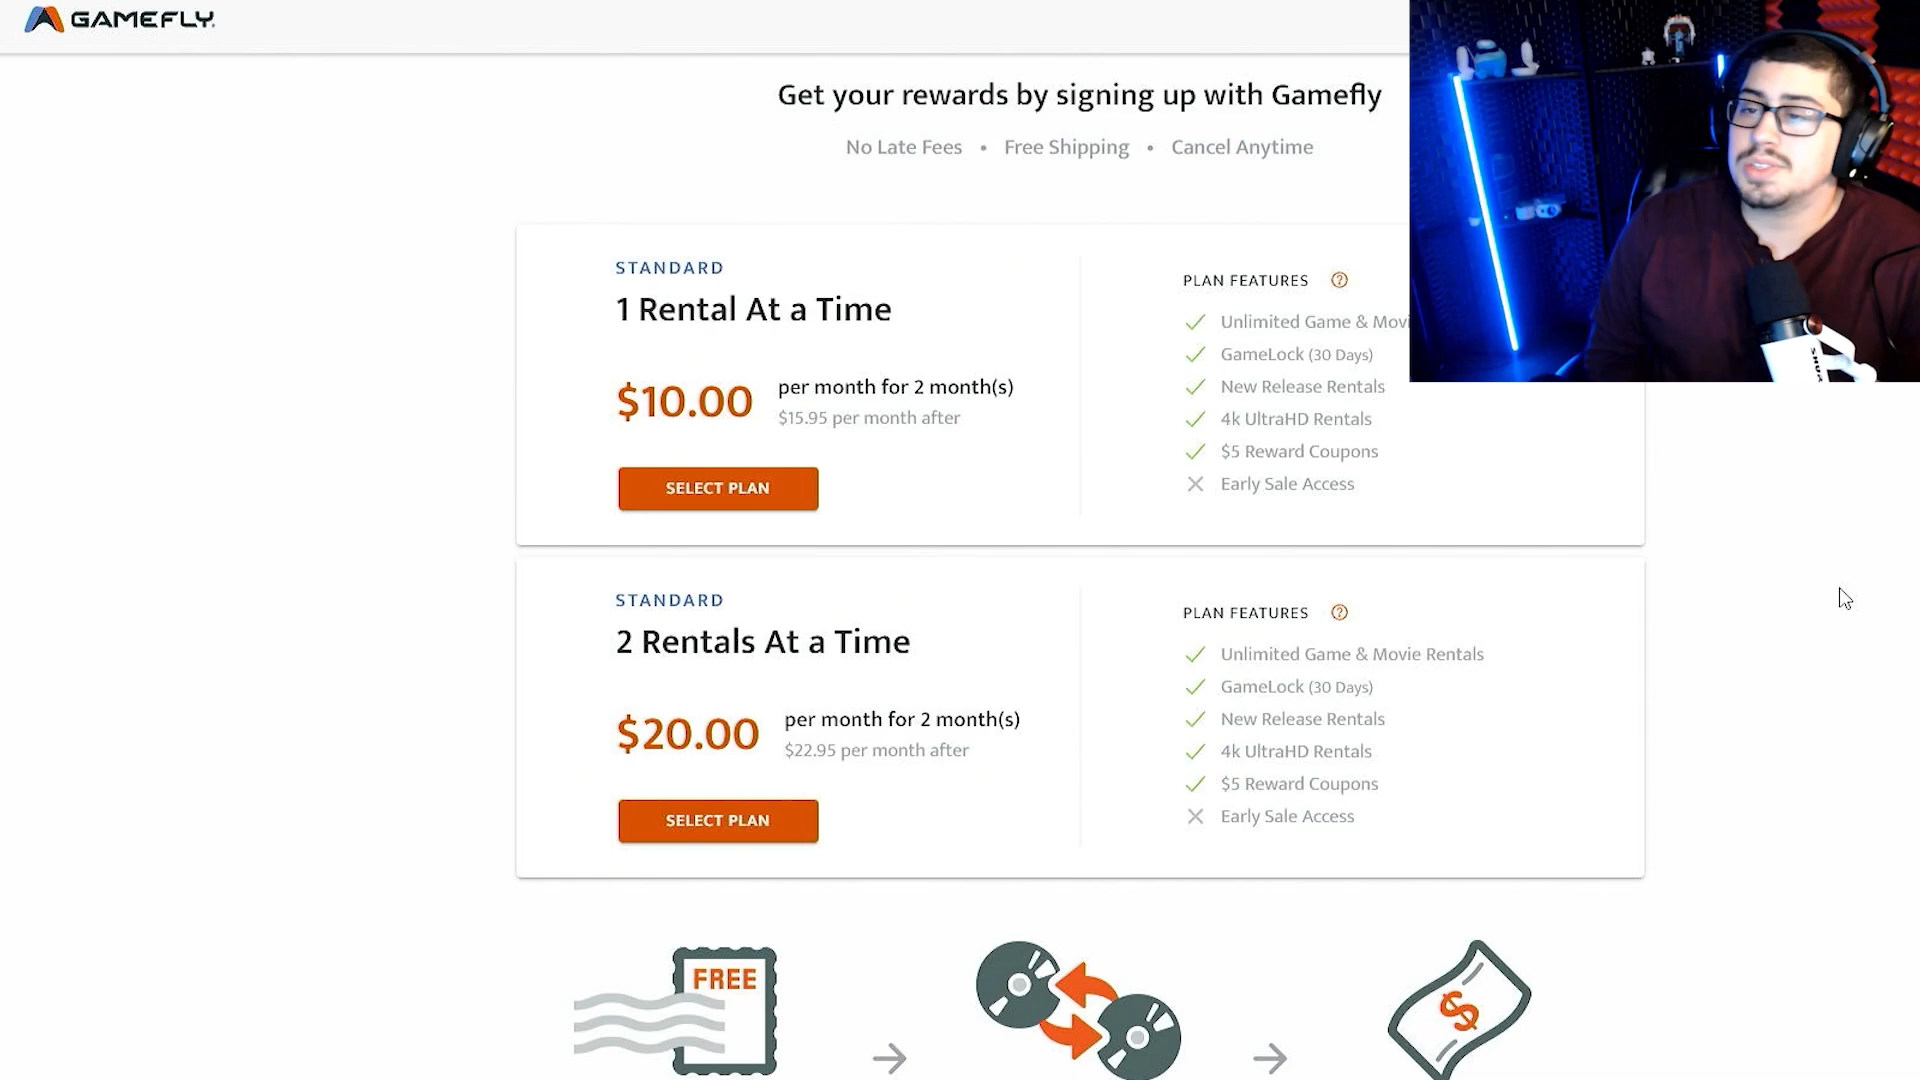 GAMEFLY
Get your rewards by signing up with Gamefly
No Late Fees • Free Shipping • Cancel Anytime
STANDARD
1 Rental At a Time
$10.00
per month for 2 month(s)
$15.95 per month after
SELECT PLAN
PLAN FEATURES ?
Unlimited Game & Movi
GameLock (30 Days)
New Release Rentals
4k UltraHD Rentals
$5 Reward Coupons
Early Sale Access
STANDARD
2 Rentals At a Time
$20.00
per month for 2 month(s)
$22.95 per month after
SELECT PLAN
PLAN FEATURES ?
Unlimited Game & Movie Rentals
GameLock (30 Days)
New Release Rentals
4k UltraHD Rentals
$5 Reward Coupons
Early Sale Access
FREE
$